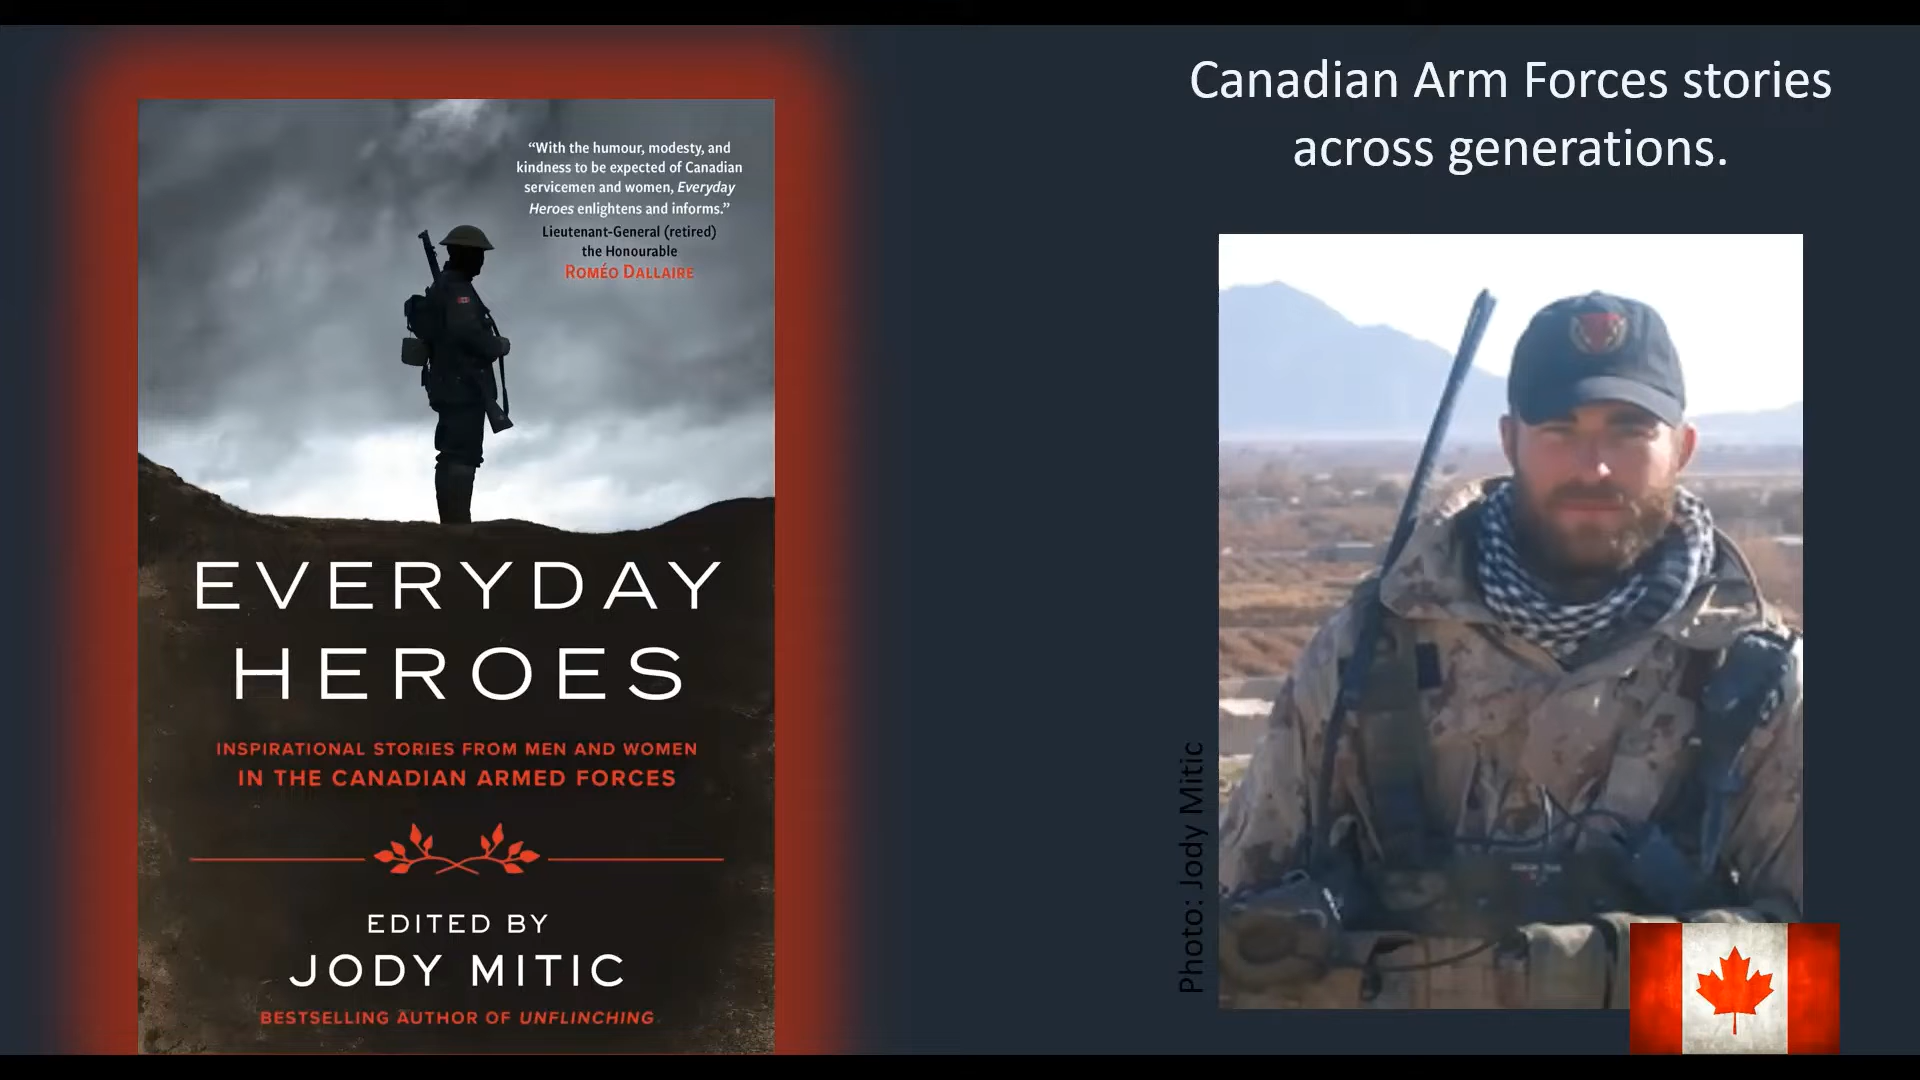 “With the humour, modesty, and
kindness to be expected of Canadian
servicemen and women, Everyday
Heroes enlightens and informs.”
Lieutenant-General (retired)
the Honourable
ROMÉO DALLAIRE
EVERYDAY
HEROES
INSPIRATIONAL STORIES FROM MEN AND WOMEN
IN THE CANADIAN ARMED FORCES
EDITED BY
JODY MITIC
BESTSELLING AUTHOR OF UNFLINCHING
Canadian Arm Forces stories
across generations.
Photo: Jody Mitic